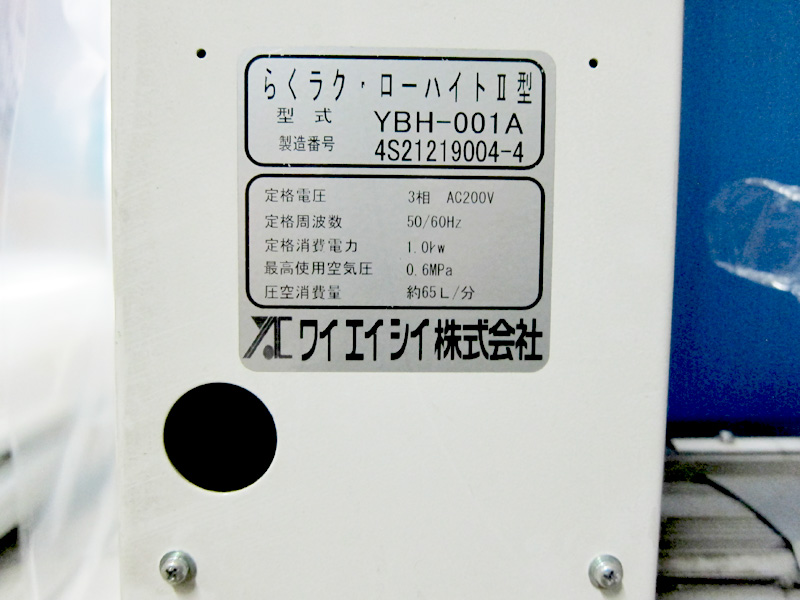 らくラク・ローハイトⅡ型
型式 YBH-001A
製造番号 4S21219004-4
定格電圧 3相 AC200V
定格周波数 50/60Hz
定格消費電力 1.0kw
最高使用空気圧 0.6MPa
圧空消費量 約65L/分
YAC ワイエイシイ株式会社